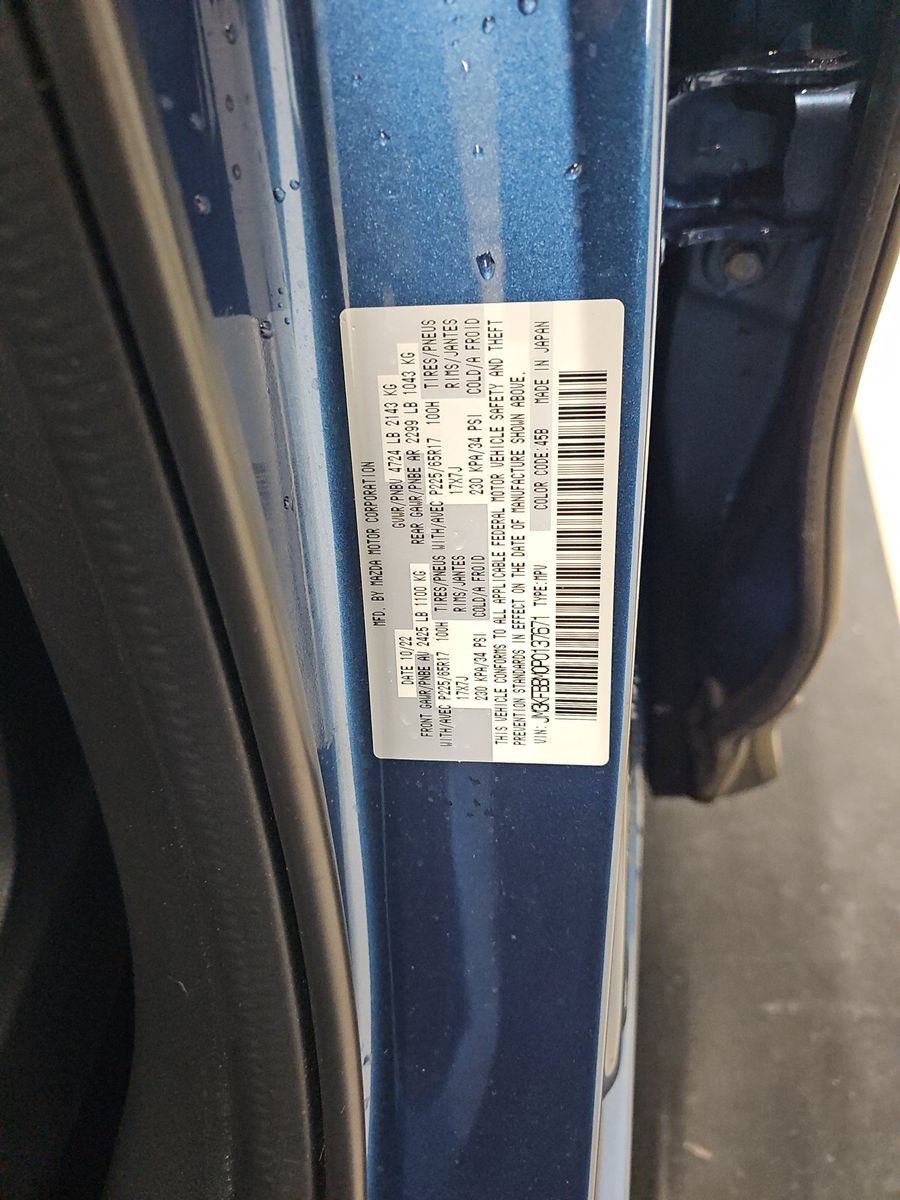 MFD. BY MAZDA MOTOR CORPORATION
DATE 10/22 GVWR/PNBV 4724 LB 2143 KG
FRONT GAWR/PNBE AV 2425 LB 1100 KG REAR GAWR/PNBE AR 2299 LB 1043 KG
WITH/AVEC P225/65R17 100H TIRES/PNEUS WITH/AVEC P225/65R17 100H TIRES/PNEUS
17X7J RIMS/JANTES 17X7J RIMS/JANTES
230 KPA/34 PSI COLD/A FROID 230 KPA/34 PSI COLD/A FROID
THIS VEHICLE CONFORMS TO ALL APPLICABLE FEDERAL MOTOR VEHICLE SAFETY AND THEFT
PREVENTION STANDARDS IN EFFECT ON THE DATE OF MANUFACTURE SHOWN ABOVE.
VIN: JM3KFBBM0P0137671 TYPE:MPV COLOR CODE:45B MADE IN JAPAN